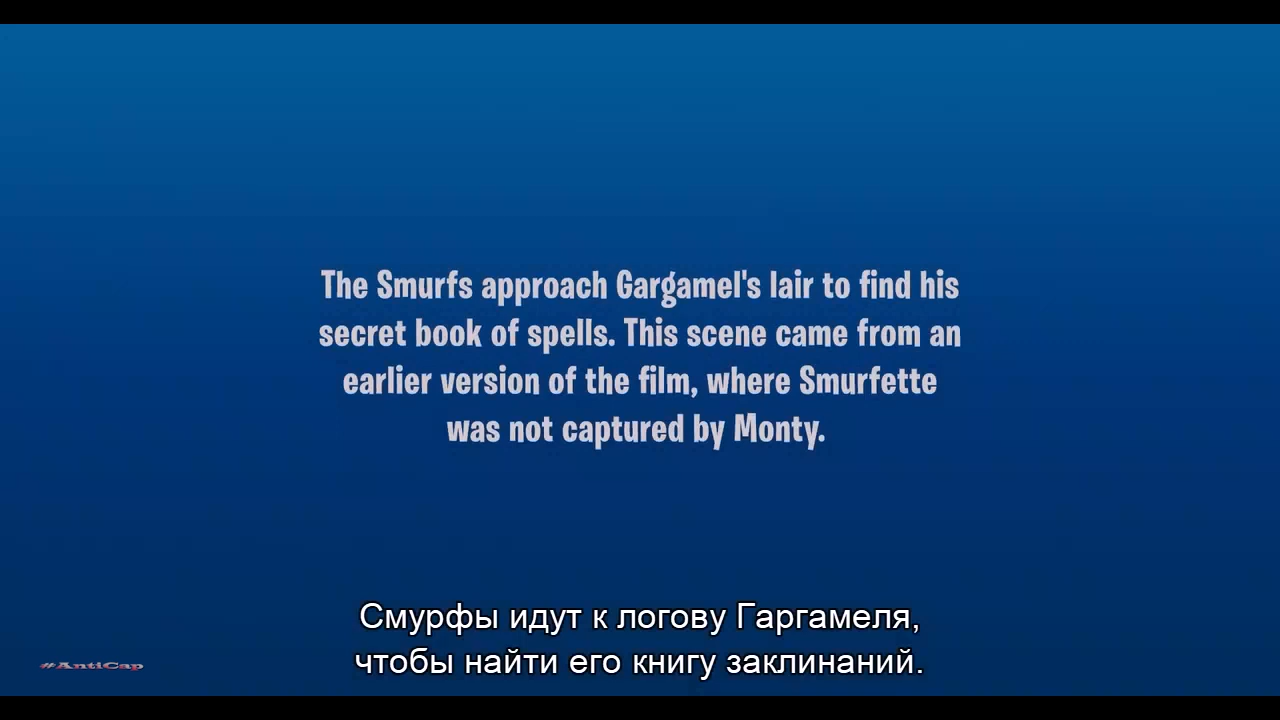 The Smurfs approach Gargamel's lair to find his
secret book of spells. This scene came from an
earlier version of the film, where Smurfette
was not captured by Monty.
Смурфы идут к логову Гаргамеля,
чтобы найти его книгу заклинаний.
#AntiCap